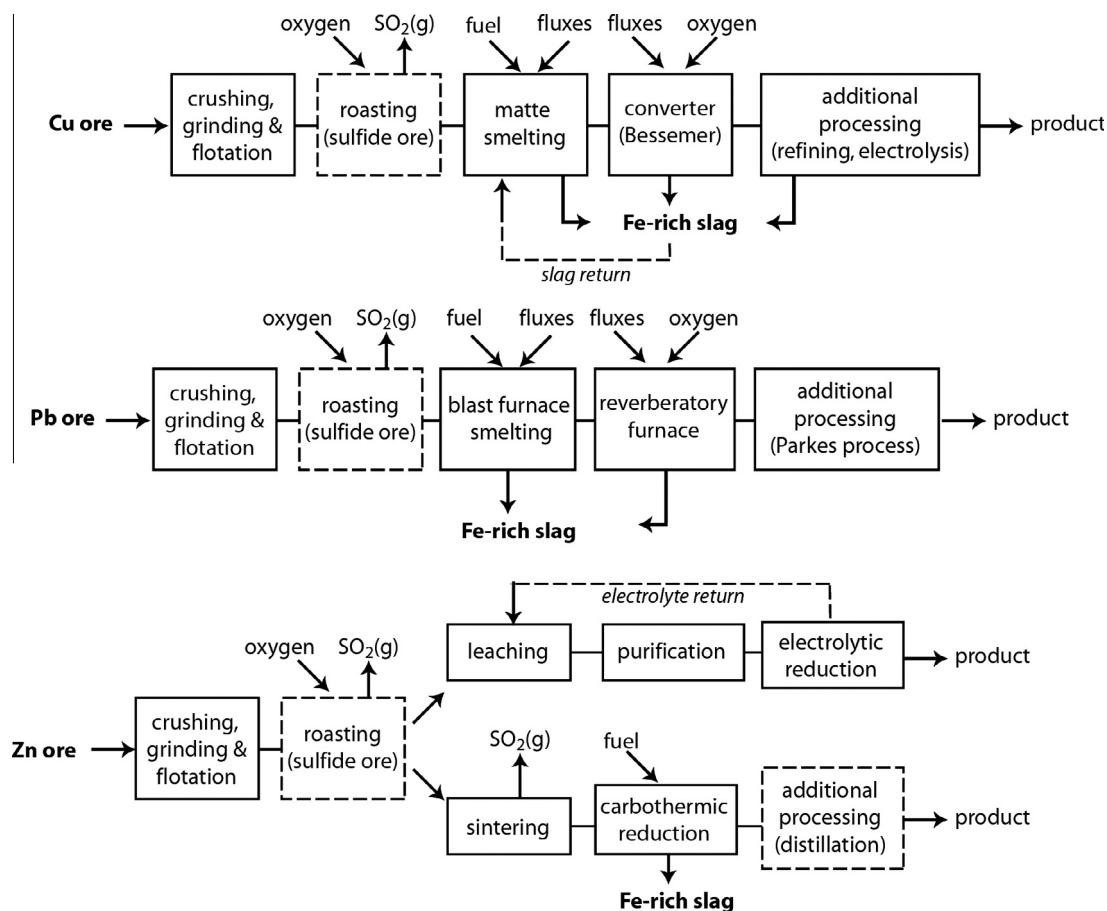 oxygen SO2(g) fuel fluxes fluxes oxygen
Cu ore
crushing,
grinding &
flotation
roasting
(sulfide ore)
matte
smelting
converter
(Bessemer)
additional
processing
(refining, electrolysis)
product
Fe-rich slag
slag return
oxygen SO2(g) fuel fluxes fluxes oxygen
Pb ore
crushing,
grinding &
flotation
roasting
(sulfide ore)
blast furnace
smelting
reverberatory
furnace
additional
processing
(Parkes process)
product
Fe-rich slag
electrolyte return
oxygen SO2(g)
Zn ore
crushing,
grinding &
flotation
roasting
(sulfide ore)
leaching
purification
electrolytic
reduction
product
SO2(g) fuel
sintering
carbothermic
reduction
additional
processing
(distillation)
product
Fe-rich slag